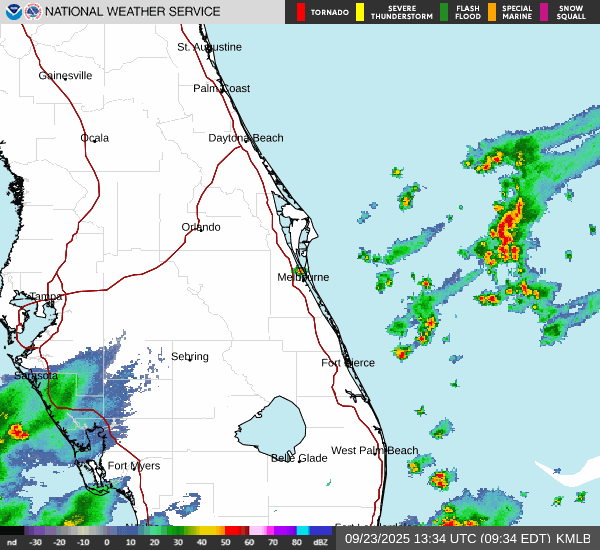 NATIONAL WEATHER SERVICE
TORNADO
SEVERE THUNDERSTORM
FLASH FLOOD
SPECIAL MARINE
SNOW SQUALL
St. Augustine
Gainesville
Palm Coast
Ocala
Daytona Beach
Orlando
Melbourne
Tampa
Sebring
Fort Pierce
Sarasota
West Palm Beach
Belle Glade
Fort Myers
nd -30 -20 -10 0 10 20 30 40 50 60 70 80 dBZ
09/23/2025 13:34 UTC (09:34 EDT) KMLB